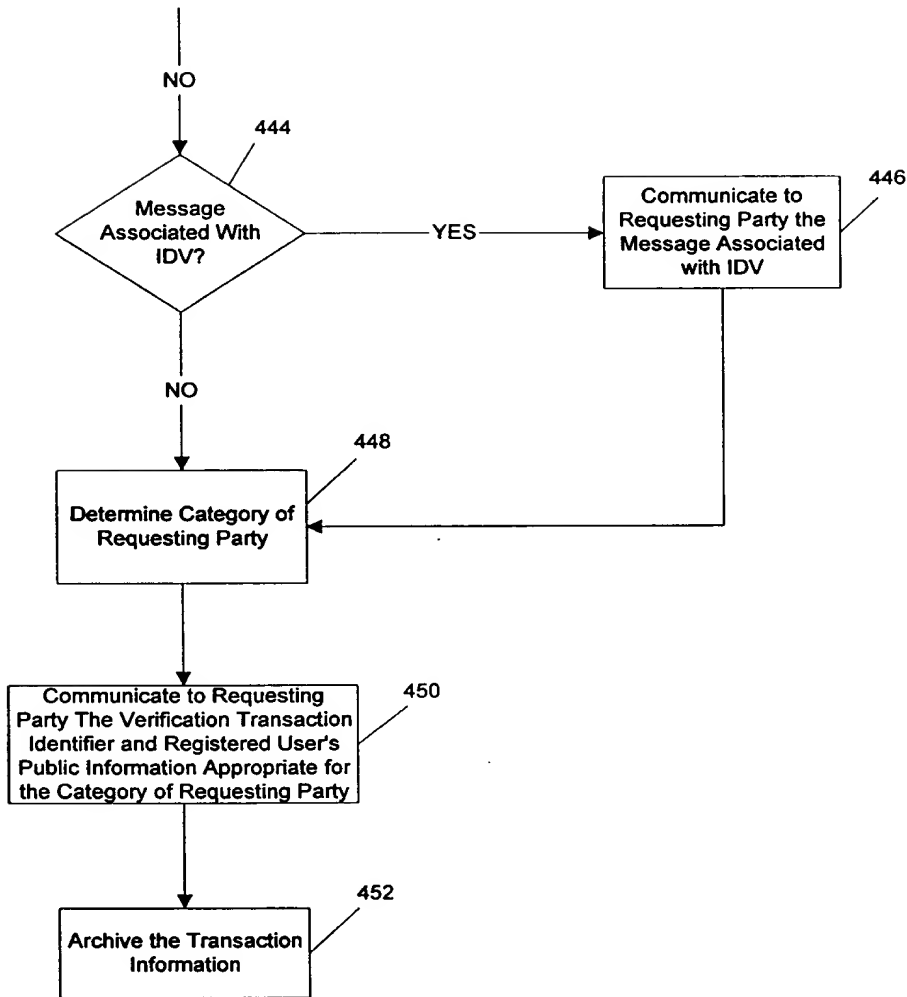 NO
444
Message
Associated With
IDV?
YES
446
Communicate to
Requesting Party the
Message Associated
with IDV
NO
448
Determine Category of
Requesting Party
450
Communicate to Requesting
Party The Verification Transaction
Identifier and Registered User's
Public Information Appropriate for
the Category of Requesting Party
452
Archive the Transaction
Information